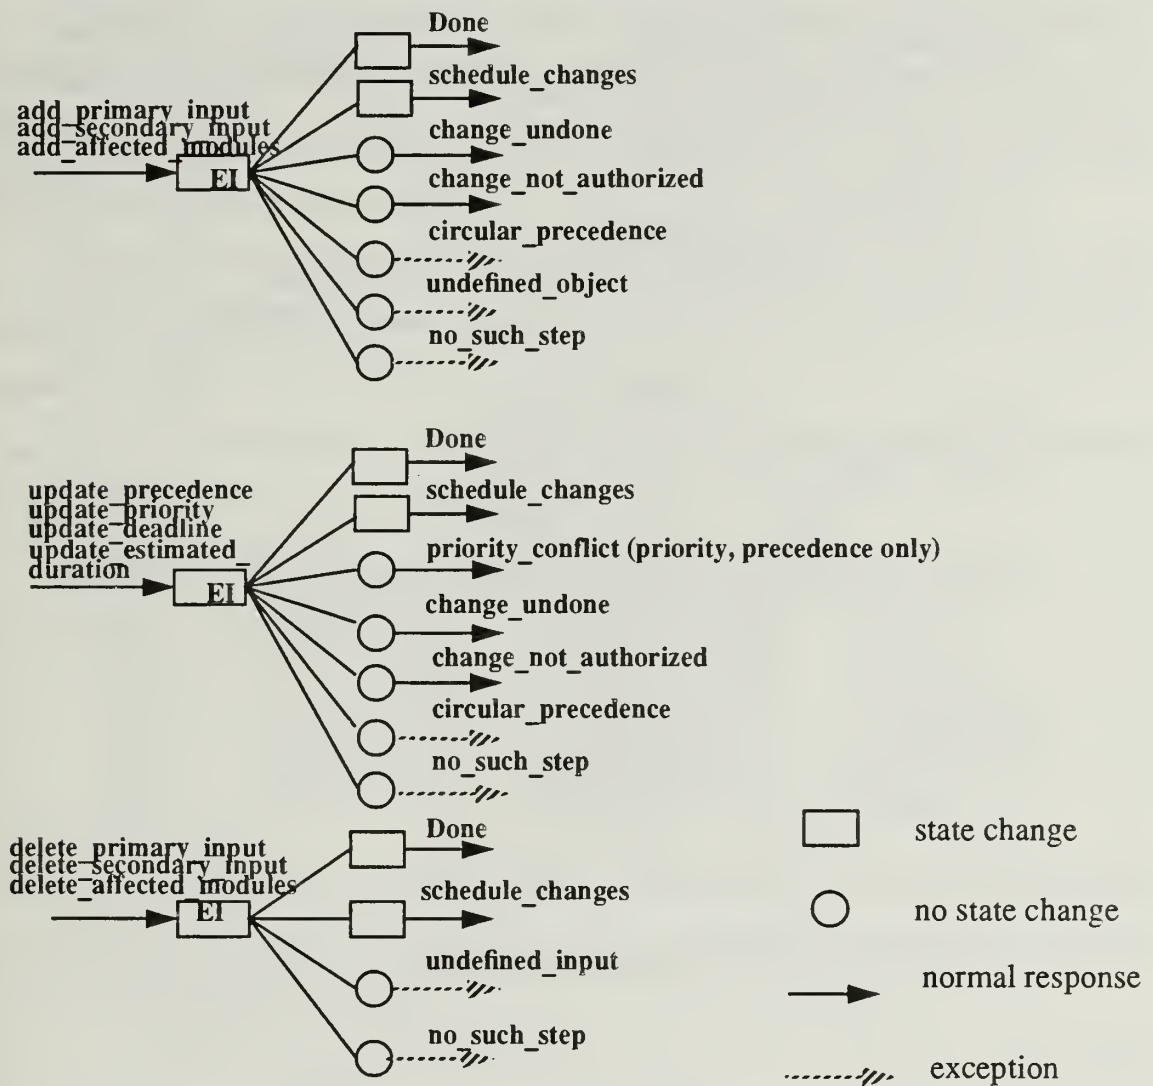 Done
schedule_changes
add_primary_input
add_secondary_input
add_affected_modules
change_undone
EI
change_not_authorized
circular_precedence
undefined_object
no_such_step
Done
update_precedence
update_priority
update_deadline
update_estimated_
duration
schedule_changes
priority_conflict (priority, precedence only)
EI
change_undone
change_not_authorized
circular_precedence
no_such_step
Done
delete_primary_input
delete_secondary_input
delete_affected_modules
EI
schedule_changes
undefined_input
no_such_step
state change
no state change
normal response
exception